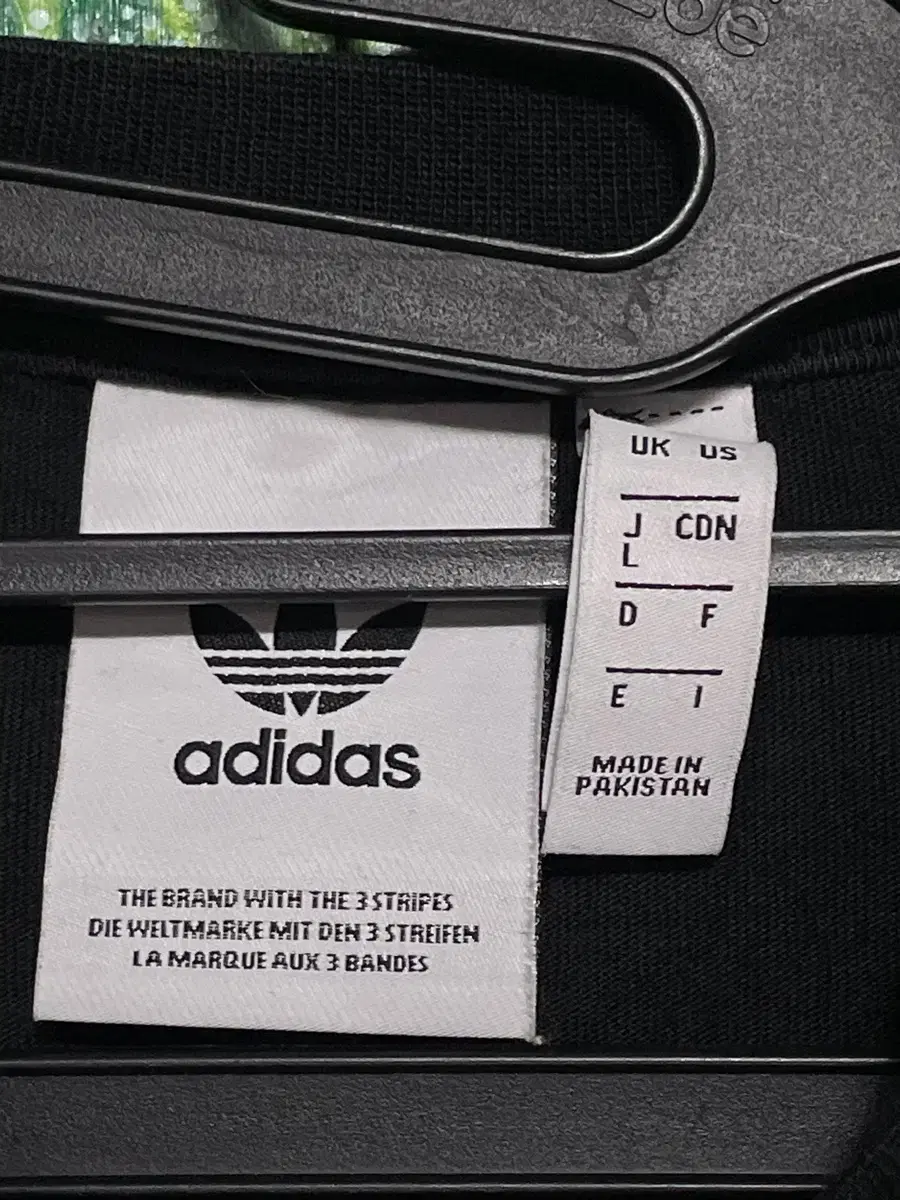 adidas
THE BRAND WITH THE 3 STRIPES
DIE WELTMARKE MIT DEN 3 STREIFEN
LA MARQUE AUX 3 BANDES
UK US
J CDN
L
D F
E I
MADE IN
PAKISTAN